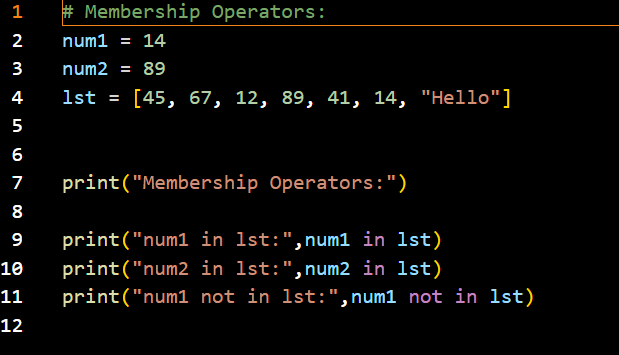 1 # Membership Operators:
2 num1 = 14
3 num2 = 89
4 lst = [45, 67, 12, 89, 41, 14, "Hello"]
5
6
7 print("Membership Operators:")
8
9 print("num1 in lst:",num1 in lst)
10 print("num2 in lst:",num2 in lst)
11 print("num1 not in lst:",num1 not in lst)
12